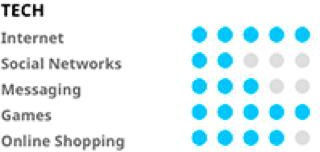 TECH
Internet
Social Networks
Messaging
Games
Online Shopping